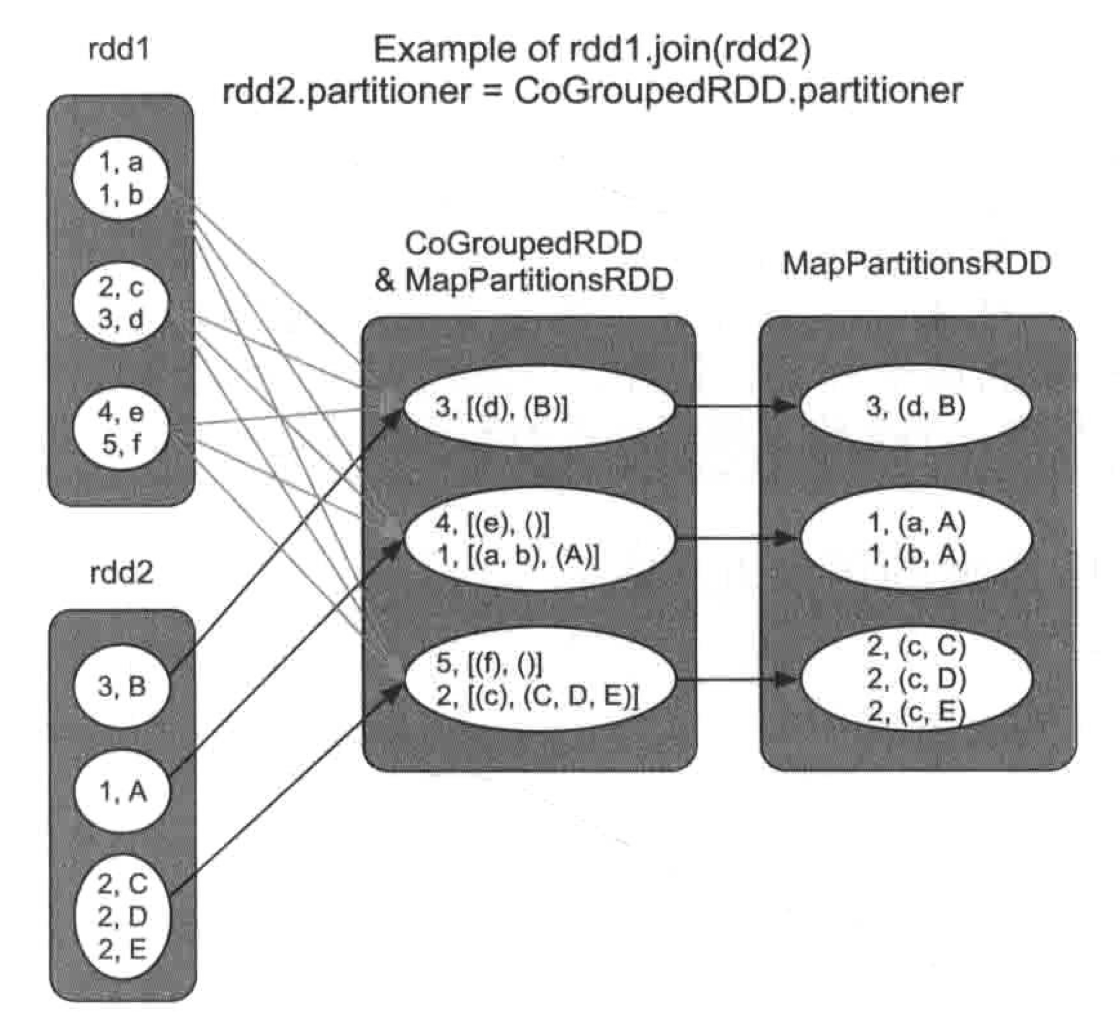 rdd1
Example of rdd1.join(rdd2)
rdd2.partitioner = CoGroupedRDD.partitioner
1, a
1, b
2, c
3, d
4, e
5, f
rdd2
3, B
1, A
2, C
2, D
2, E
CoGroupedRDD
& MapPartitionsRDD
3, [(d), (B)]
4, [(e), ()]
1, [(a, b), (A)]
5, [(f), ()]
2, [(c), (C, D, E)]
MapPartitionsRDD
3, (d, B)
1, (a, A)
1, (b, A)
2, (c, C)
2, (c, D)
2, (c, E)